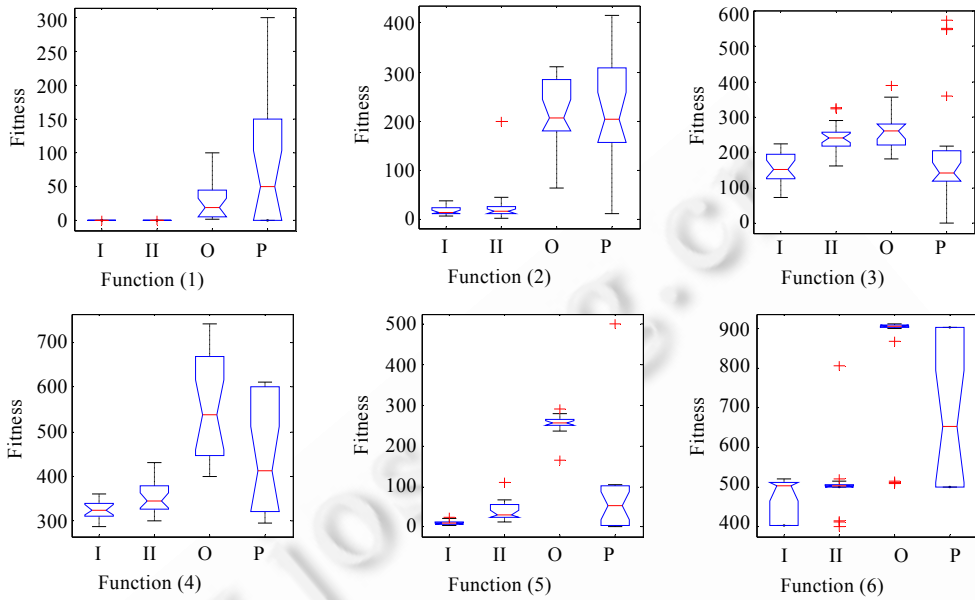 300
250
200
150
100
50
0
Fitness
I II O P
Function (1)
400
300
200
100
0
Fitness
I II O P
Function (2)
600
500
400
300
200
100
0
Fitness
I II O P
Function (3)
700
600
500
400
300
Fitness
I II O P
Function (4)
500
400
300
200
100
0
Fitness
I II O P
Function (5)
900
800
700
600
500
400
Fitness
I II O P
Function (6)